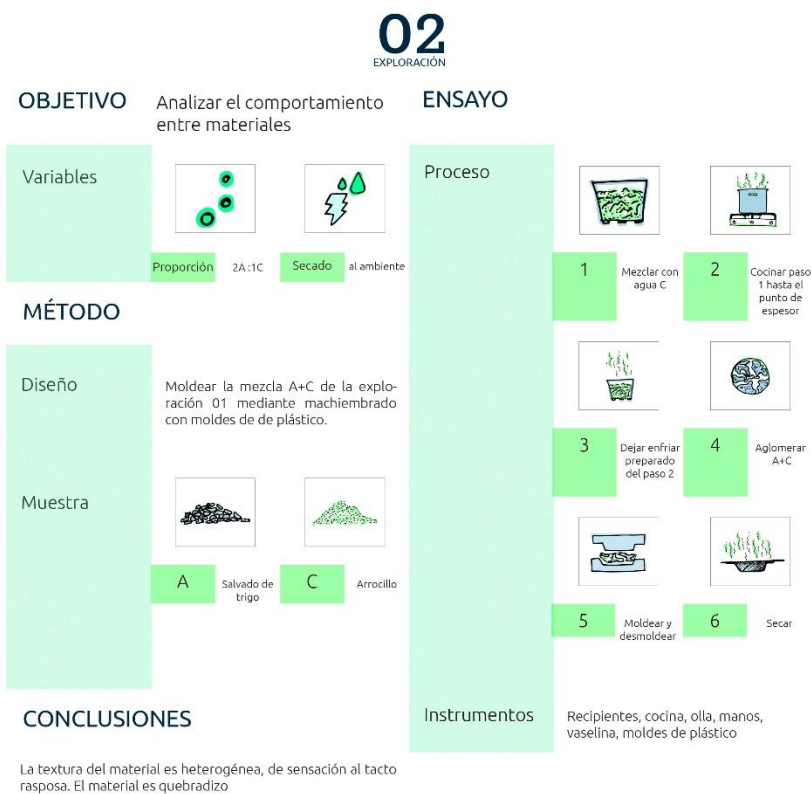 02
EXPLORACIÓN
OBJETIVO
Analizar el comportamiento
entre materiales
Variables
Proporción
2A:1C
Secado
al ambiente
MÉTODO
Diseño
Moldear la mezcla A+C de la explo-
ración 01 mediante machiembrado
con moldes de de plástico.
Muestra
A
Salvado de
trigo
C
Arrocillo
CONCLUSIONES
La textura del material es heterogénea, de sensación al tacto
rasposa. El material es quebradizo
ENSAYO
Proceso
1
Mezclar con
agua C
2
Cocinar paso
1 hasta el
punto de
espesor
3
Dejar enfriar
preparado
del paso 2
4
Aglomerar
A+C
5
Moldear y
desmoldear
6
Secar
Instrumentos
Recipientes, cocina, olla, manos,
vaselina, moldes de plástico